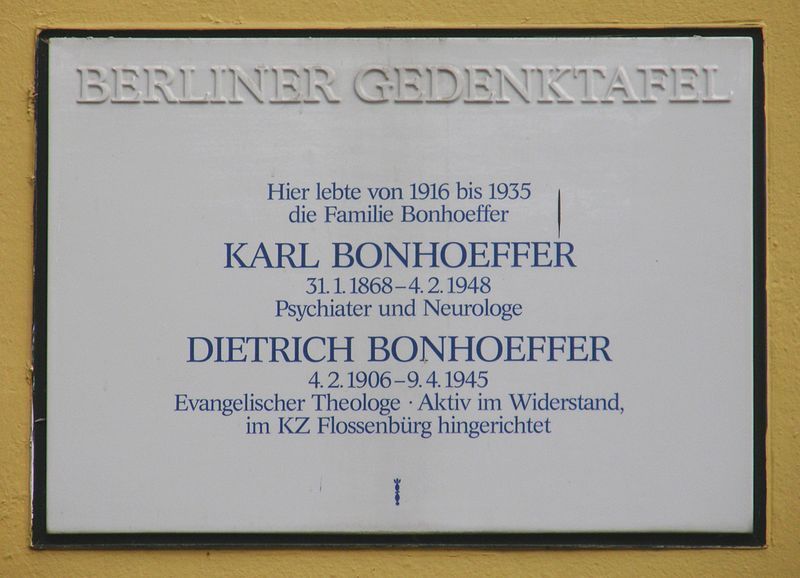 BERLINER GEDENKTAFEL
Hier lebte von 1916 bis 1935
die Familie Bonhoeffer
KARL BONHOEFFER
31. 1. 1868–4. 2. 1948
Psychiater und Neurologe
DIETRICH BONHOEFFER
4. 2. 1906–9. 4. 1945
Evangelischer Theologe · Aktiv im Widerstand,
im KZ Flossenbürg hingerichtet